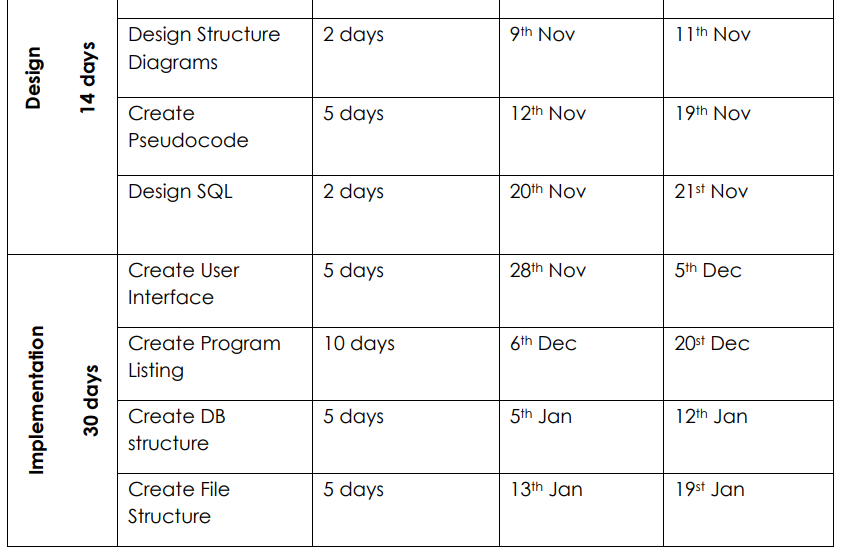 Design
14 days
Design Structure
Diagrams
2 days
9th Nov
11th Nov
Create
Pseudocode
5 days
12th Nov
19th Nov
Design SQL
2 days
20th Nov
21st Nov
Implementation
30 days
Create User
Interface
5 days
28th Nov
5th Dec
Create Program
Listing
10 days
6th Dec
20st Dec
Create DB
structure
5 days
5th Jan
12th Jan
Create File
Structure
5 days
13th Jan
19st Jan